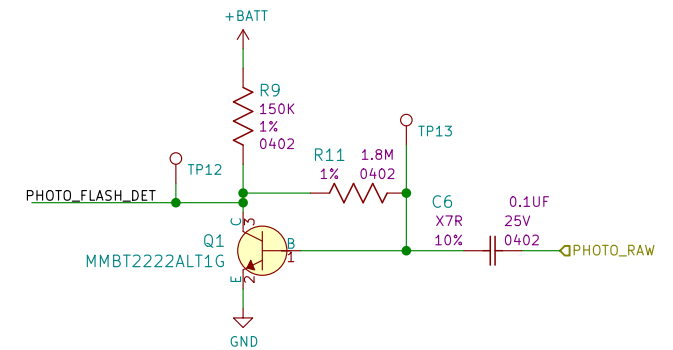 +BATT
R9
150K
1%
0402
TP13
TP12
R11 1.8M
1% 0402
PHOTO_FLASH_DET
C6 0.1UF
X7R 25V
10% 0402
C
3
Q1
MMBT2222ALT1G
B
1
PHOTO_RAW
E
2
GND